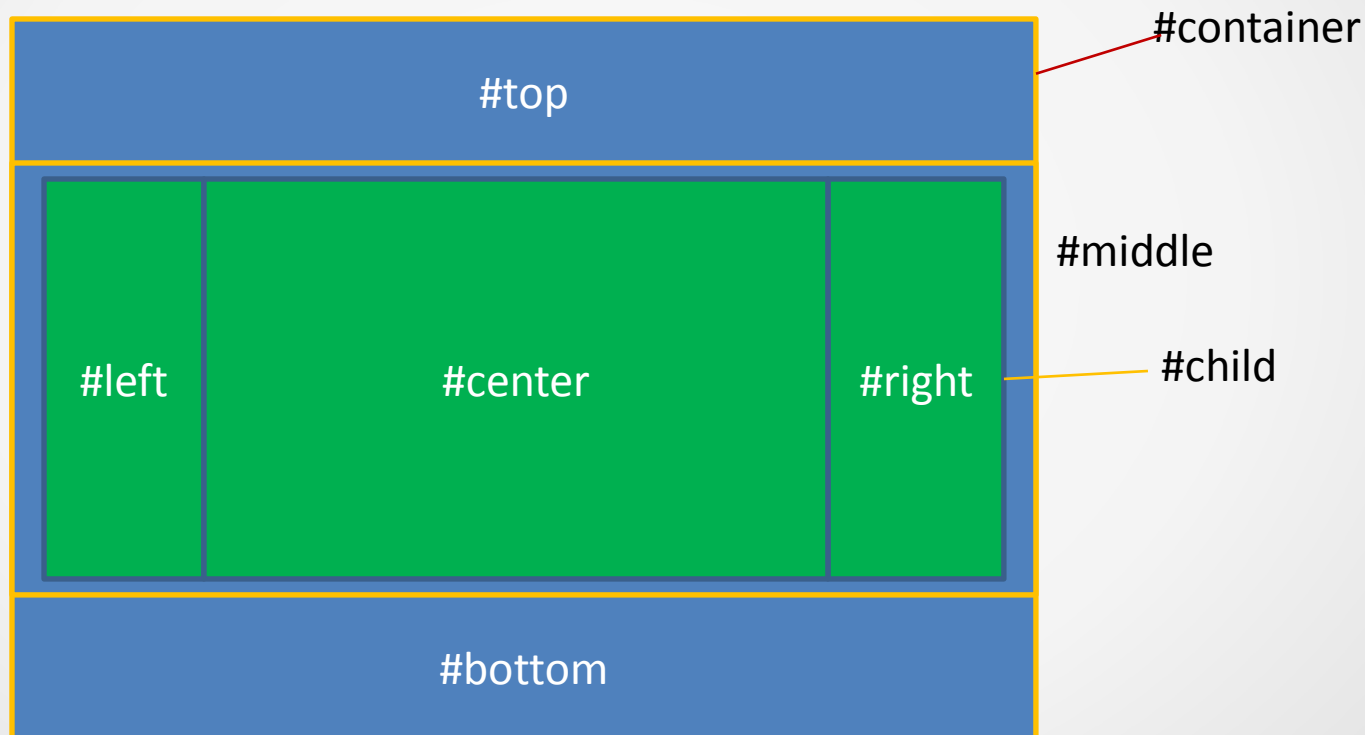 #container
#top
#middle
#left
#center
#right
#child
#bottom